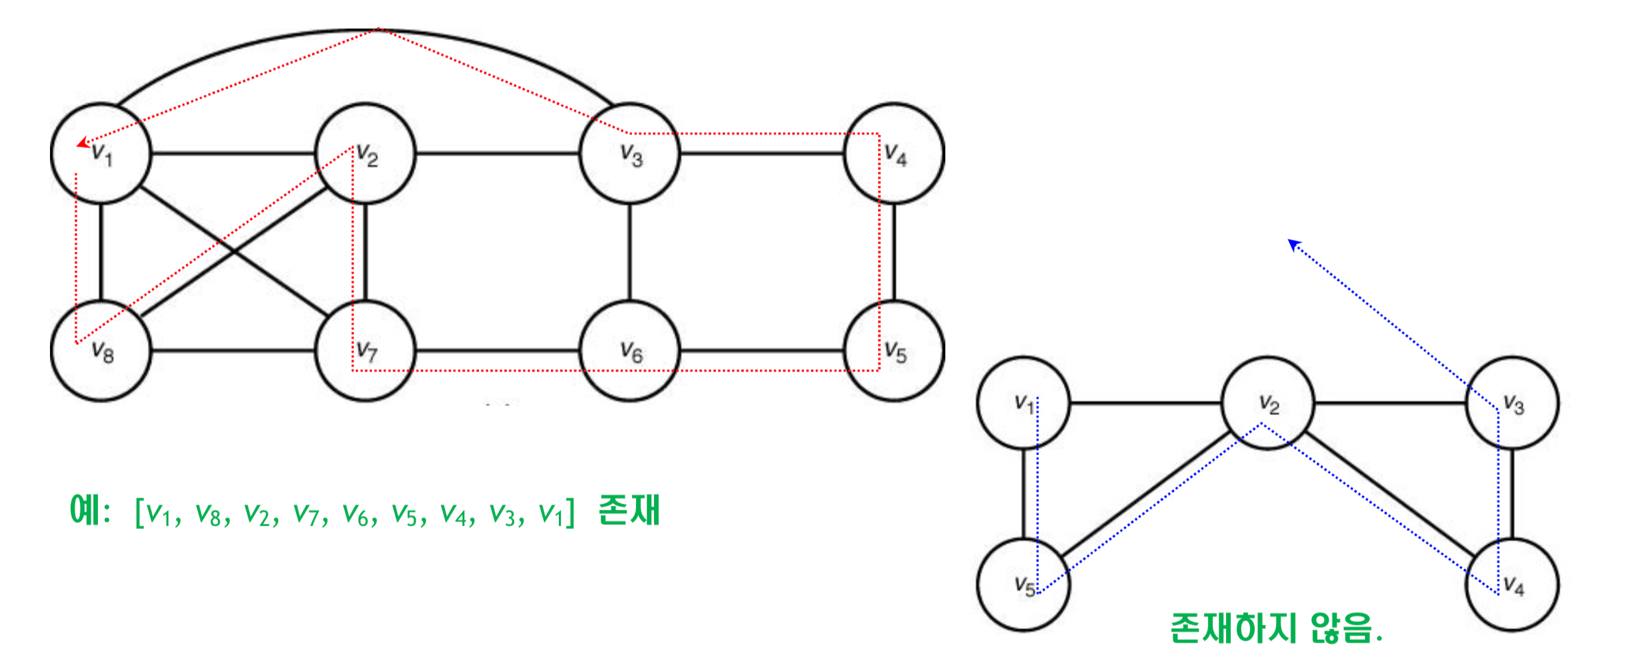 v1 v2 v3 v4
v8 v7 v6 v5
예: [v1, v8, v2, v7, v6, v5, v4, v3, v1] 존재
v1 v2 v3
v5 v4
존재하지 않음.